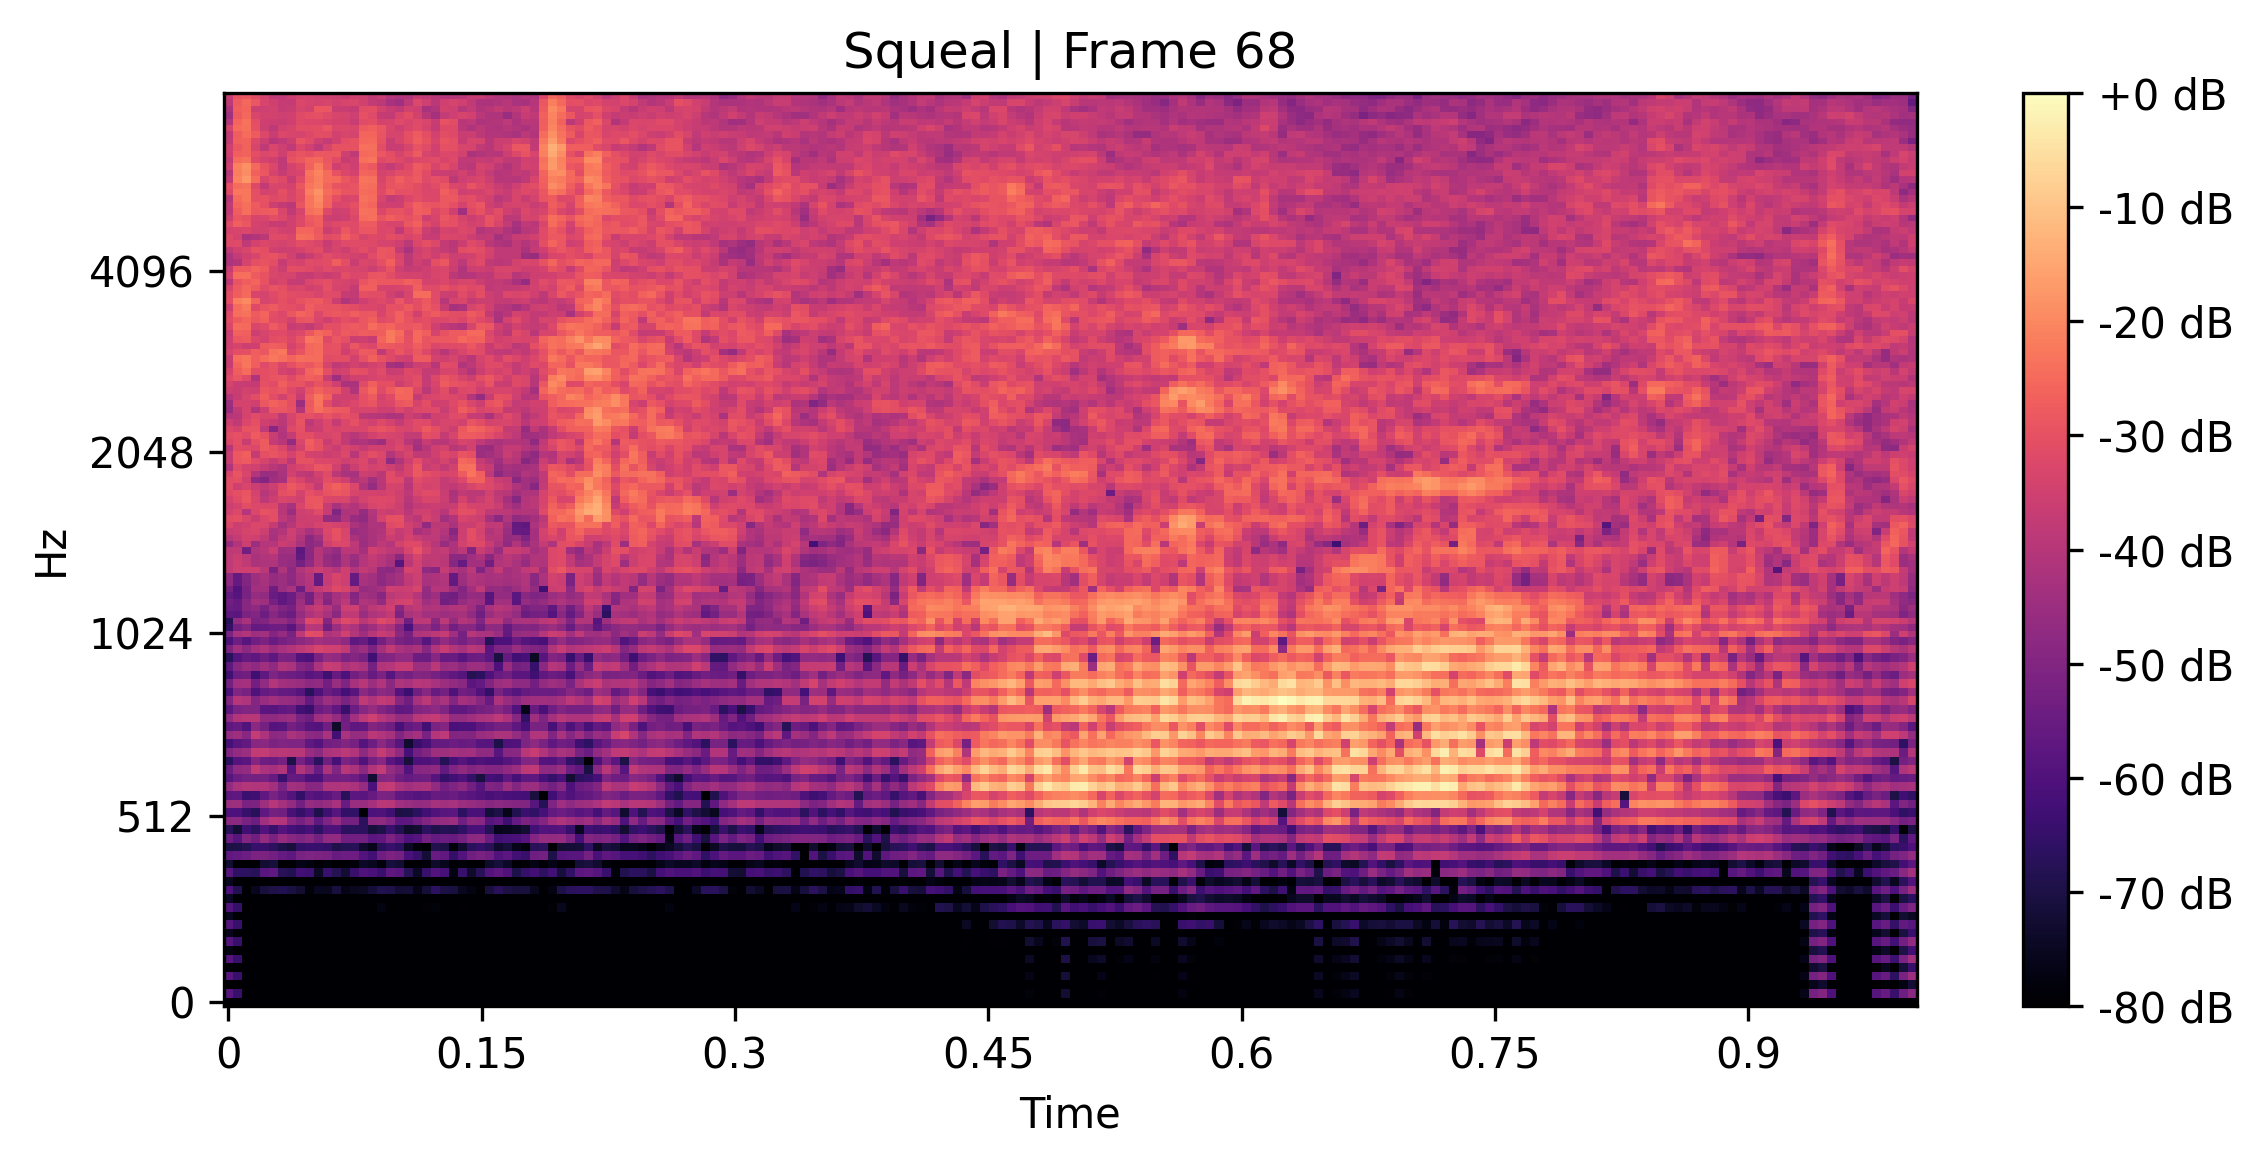 Squeal | Frame 68
Hz
4096
2048
1024
512
0
0 0.15 0.3 0.45 0.6 0.75 0.9
Time
+0 dB
-10 dB
-20 dB
-30 dB
-40 dB
-50 dB
-60 dB
-70 dB
-80 dB